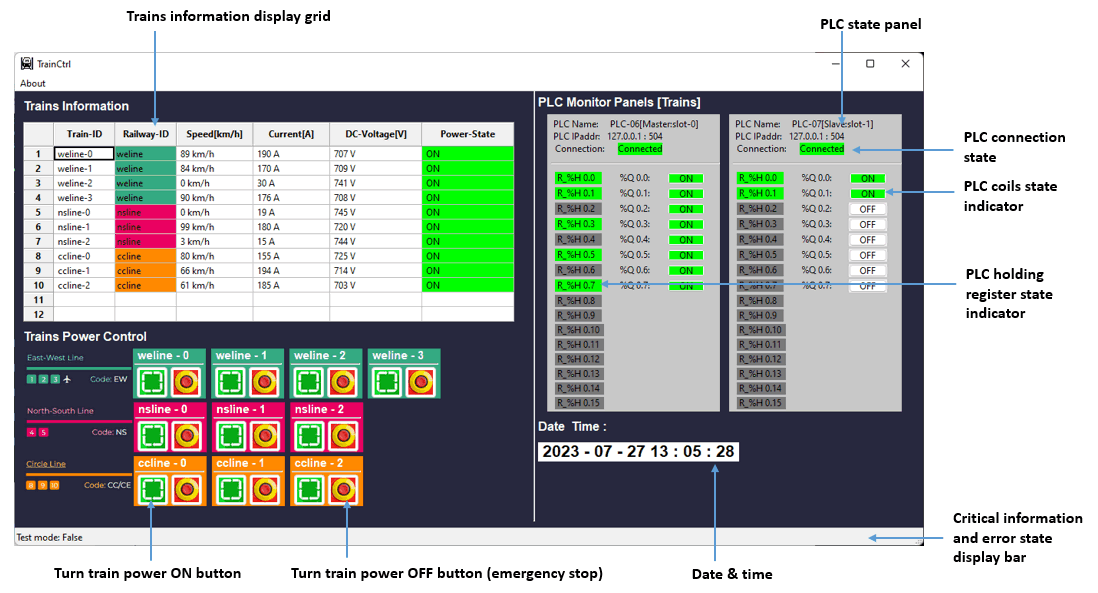 Trains information display grid
PLC state panel
TrainCtrl
About
Trains Information
Train-ID Railway-ID Speed[km/h] Current[A] DC-Voltage[V] Power-State
1 weline-0 weline 89 km/h 190 A 707 V ON
2 weline-1 weline 84 km/h 170 A 709 V ON
3 weline-2 weline 0 km/h 30 A 741 V ON
4 weline-3 weline 90 km/h 176 A 708 V ON
5 nsline-0 nsline 0 km/h 19 A 745 V ON
6 nsline-1 nsline 99 km/h 180 A 720 V ON
7 nsline-2 nsline 3 km/h 15 A 744 V ON
8 ccline-0 ccline 80 km/h 155 A 725 V ON
9 ccline-1 ccline 66 km/h 194 A 714 V ON
10 ccline-2 ccline 61 km/h 185 A 703 V ON
11
12
Trains Power Control
East-West Line
1 2 3 Code: EW
weline - 0 weline - 1 weline - 2 weline - 3
North-South Line
4 5 Code: NS
nsline - 0 nsline - 1 nsline - 2
Circle Line
8 9 10 Code: CC/CE
ccline - 0 ccline - 1 ccline - 2
PLC Monitor Panels [Trains]
PLC Name: PLC-06[Master:slot-0]
PLC IPaddr: 127.0.0.1 : 504
Connection: Connected
R_%H 0.0 %Q 0.0: ON
R_%H 0.1 %Q 0.1: ON
R_%H 0.2 %Q 0.2: ON
R_%H 0.3 %Q 0.3: ON
R_%H 0.4 %Q 0.4: ON
R_%H 0.5 %Q 0.5: ON
R_%H 0.6 %Q 0.6: ON
R_%H 0.7 %Q 0.7: ON
R_%H 0.8
R_%H 0.9
R_%H 0.10
R_%H 0.11
R_%H 0.12
R_%H 0.13
R_%H 0.14
R_%H 0.15
PLC Name: PLC-07[Slave:slot-1]
PLC IPaddr: 127.0.0.1 : 504
Connection: Connected
R_%H 0.0 %Q 0.0: ON
R_%H 0.1 %Q 0.1: ON
R_%H 0.2 %Q 0.2: OFF
R_%H 0.3 %Q 0.3: OFF
R_%H 0.4 %Q 0.4: OFF
R_%H 0.5 %Q 0.5: OFF
R_%H 0.6 %Q 0.6: OFF
R_%H 0.7 %Q 0.7: OFF
R_%H 0.8
R_%H 0.9
R_%H 0.10
R_%H 0.11
R_%H 0.12
R_%H 0.13
R_%H 0.14
R_%H 0.15
Date Time :
2023 - 07 - 27 13 : 05 : 28
Test mode: False
PLC connection
state
PLC coils state
indicator
PLC holding
register state
indicator
Critical information
and error state
display bar
Turn train power ON button
Turn train power OFF button (emergency stop)
Date & time